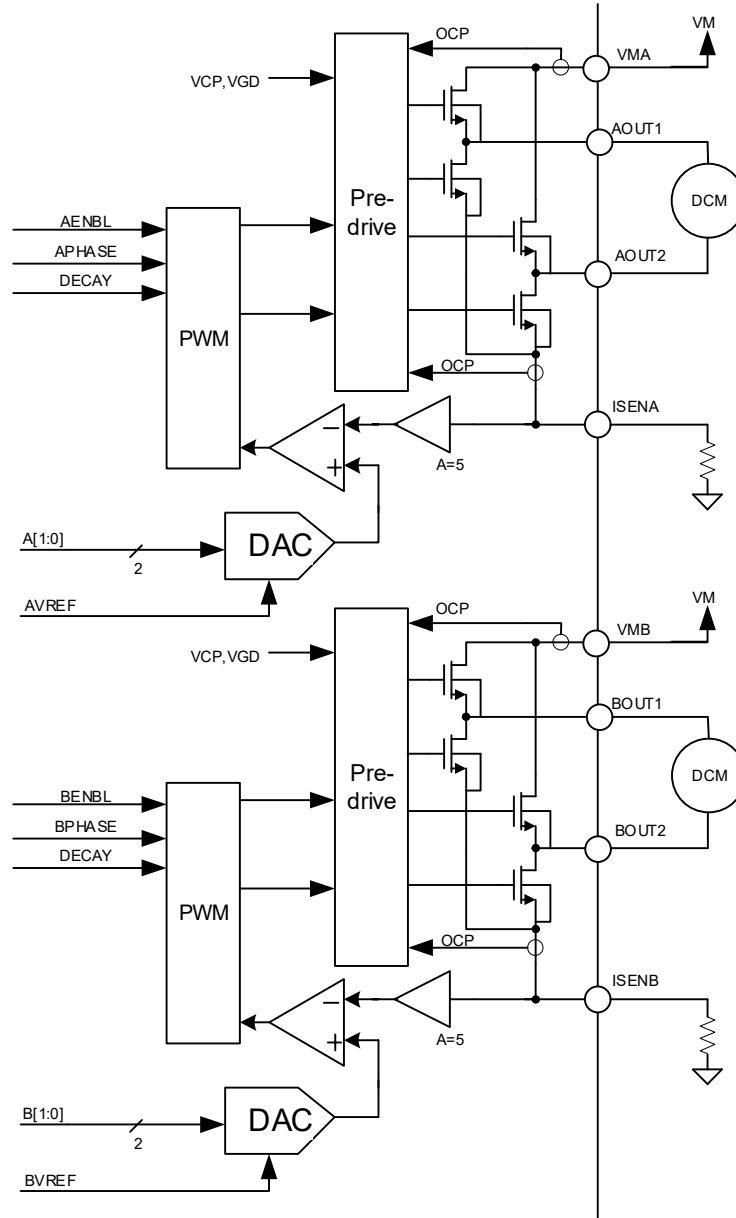 OCP
VM
VMA
VCP,VGD
AOUT1
Pre-
drive
DCM
AENBL
APHASE
DECAY
AOUT2
PWM
OCP
ISENA
A=5
−
+
A[1:0]
2
DAC
AVREF
OCP
VM
VMB
VCP,VGD
BOUT1
Pre-
drive
DCM
BENBL
BPHASE
DECAY
BOUT2
PWM
OCP
ISENB
A=5
−
+
B[1:0]
2
DAC
BVREF